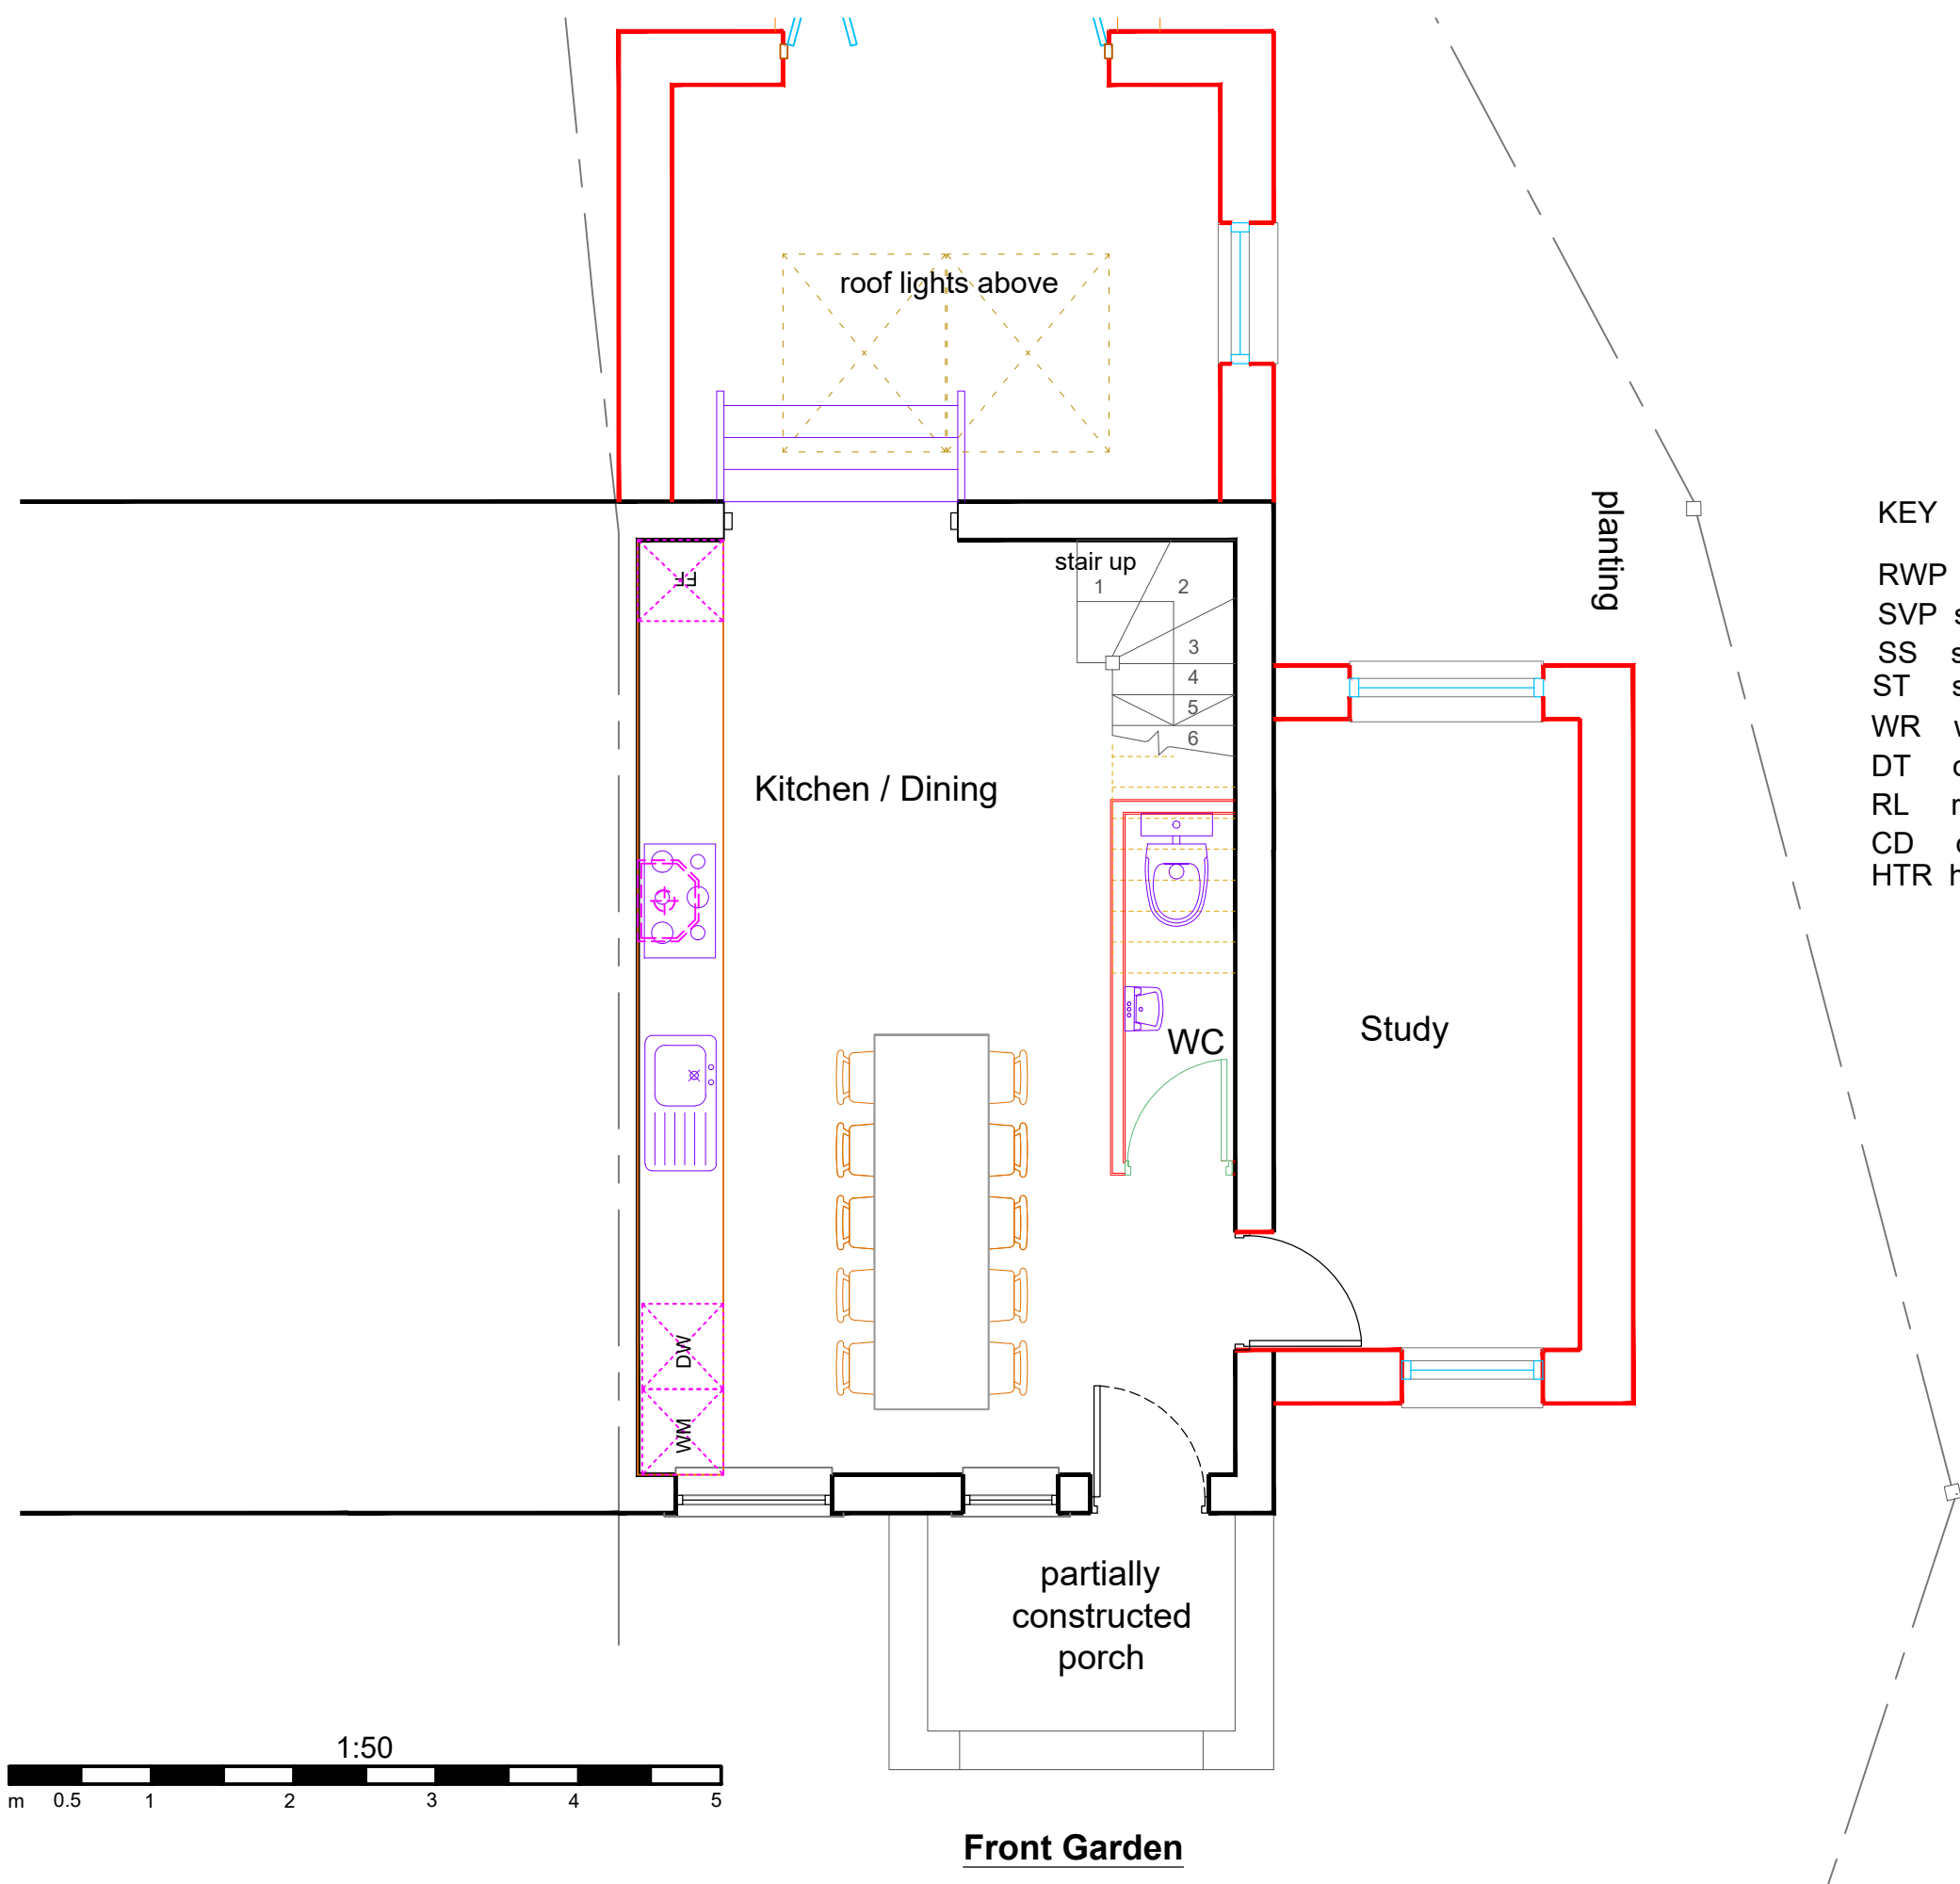 roof lights above
planting
KEY
RWP
SVP
SS
ST
WR
DT
RL
CD
HTR
stair up
1
2
3
4
5
6
FF
Kitchen / Dining
WC
Study
DW
WM
partially
constructed
porch
1:50
m 0.5 1 2 3 4 5
Front Garden